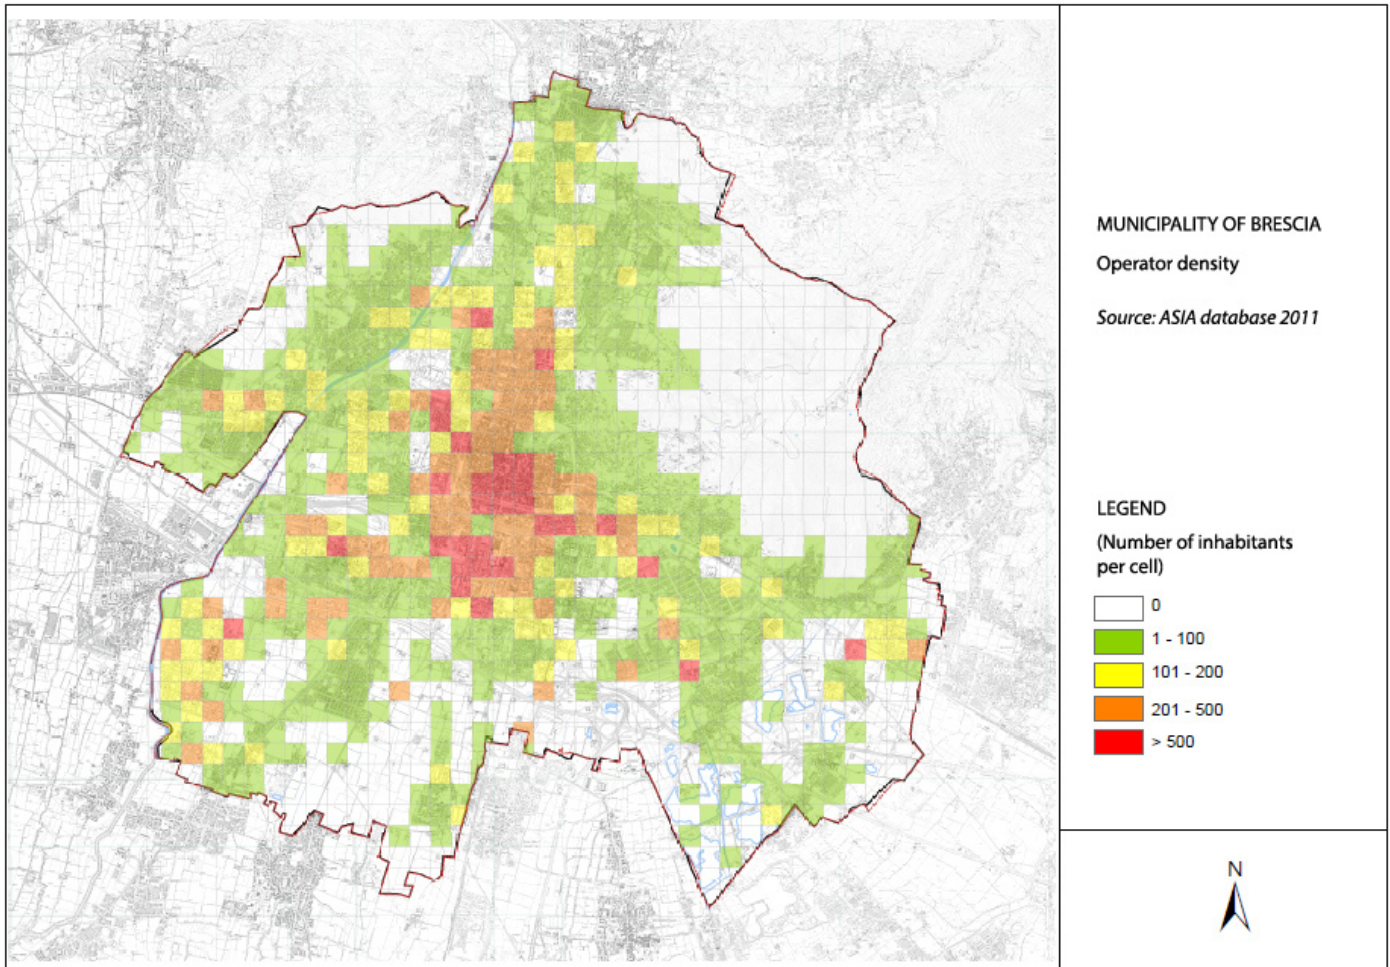 MUNICIPALITY OF BRESCIA
Operator density
Source: ASIA database 2011
LEGEND
(Number of inhabitants
per cell)
0
1 - 100
101 - 200
201 - 500
> 500
N